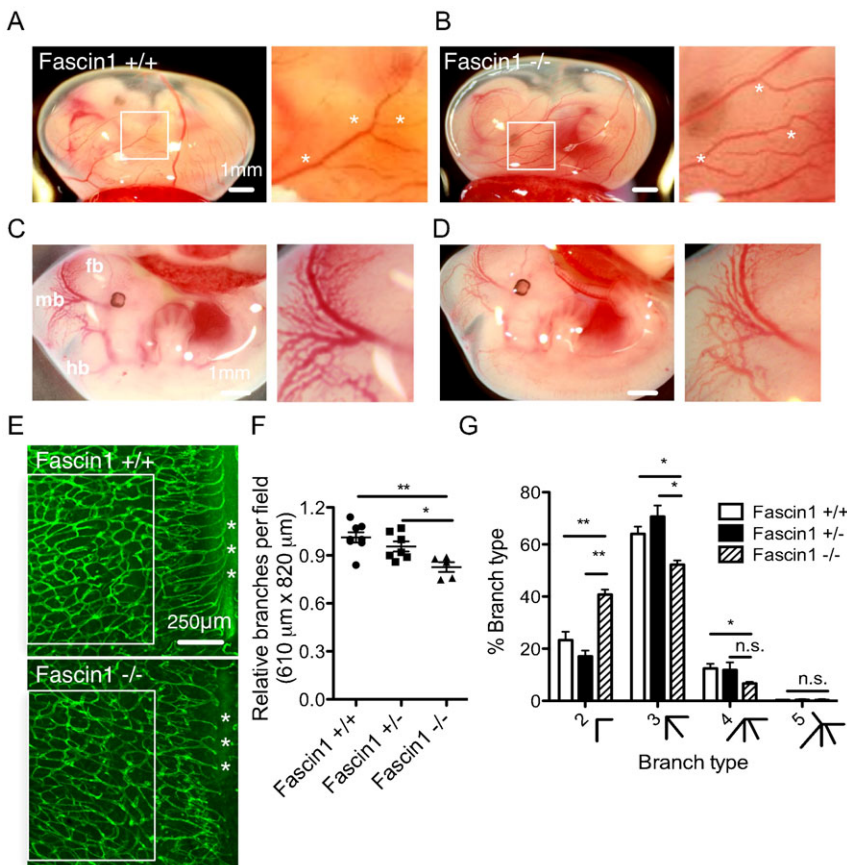 A
B
Fascin1 +/+
*
*
*
1mm
Fascin1 -/-
*
*
*
C
D
fb
mb
hb
1mm
E
F
G
Fascin1 +/+
*
*
*
250µm
Fascin1 -/-
*
*
*
Relative branches per field
(610 µm x 820 µm)
1.2
0.9
0.6
0.3
0.0
**
*
Fascin1 +/+
Fascin1 +/-
Fascin1 -/-
% Branch type
80
60
40
20
0
**
**
*
*
*
n.s.
n.s.
Fascin1 +/+
Fascin1 +/-
Fascin1 -/-
2
3
4
5
Branch type